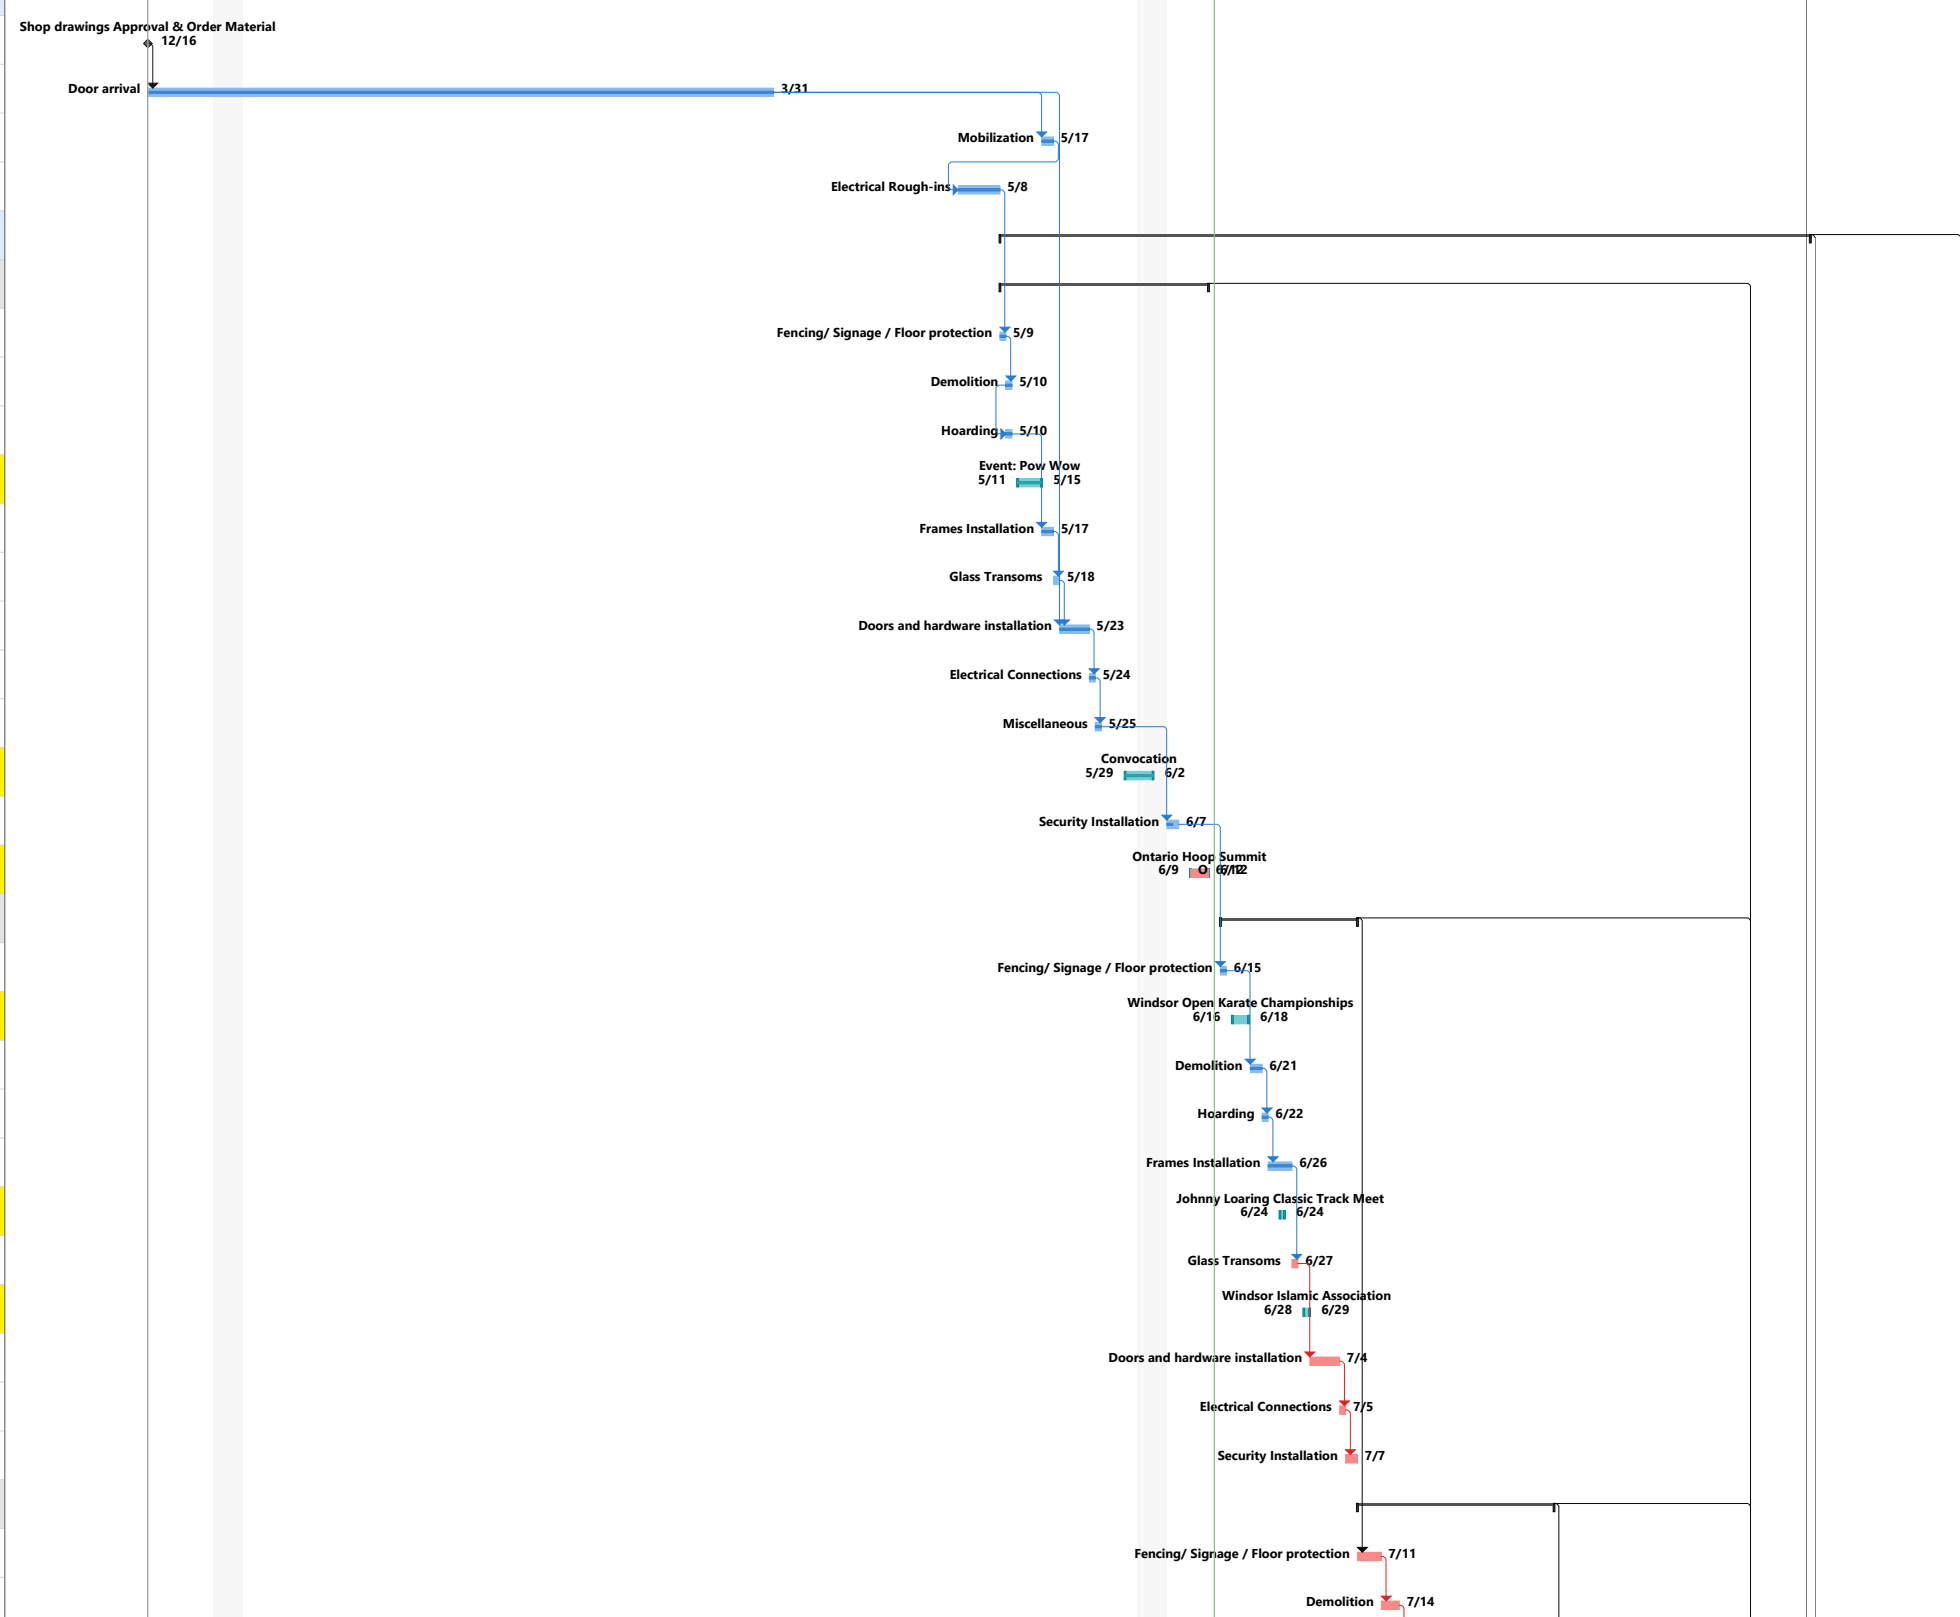 Shop drawings Approval & Order Material
12/16
Door arrival 3/31
Mobilization 5/17
Electrical Rough-ins 5/8
Fencing/ Signage / Floor protection 5/9
Demolition 5/10
Hoarding 5/10
Event: Pow Wow
5/11 5/15
Frames Installation 5/17
Glass Transoms 5/18
Doors and hardware installation 5/23
Electrical Connections 5/24
Miscellaneous 5/25
Convocation
5/29 6/2
Security Installation 6/7
Ontario Hoop Summit
6/9 O 6/12
Fencing/ Signage / Floor protection 6/15
Windsor Open Karate Championships
6/16 6/18
Demolition 6/21
Hoarding 6/22
Frames Installation 6/26
Johnny Loaring Classic Track Meet
6/24 6/24
Glass Transoms 6/27
Windsor Islamic Association
6/28 6/29
Doors and hardware installation 7/4
Electrical Connections 7/5
Security Installation 7/7
Fencing/ Signage / Floor protection 7/11
Demolition 7/14